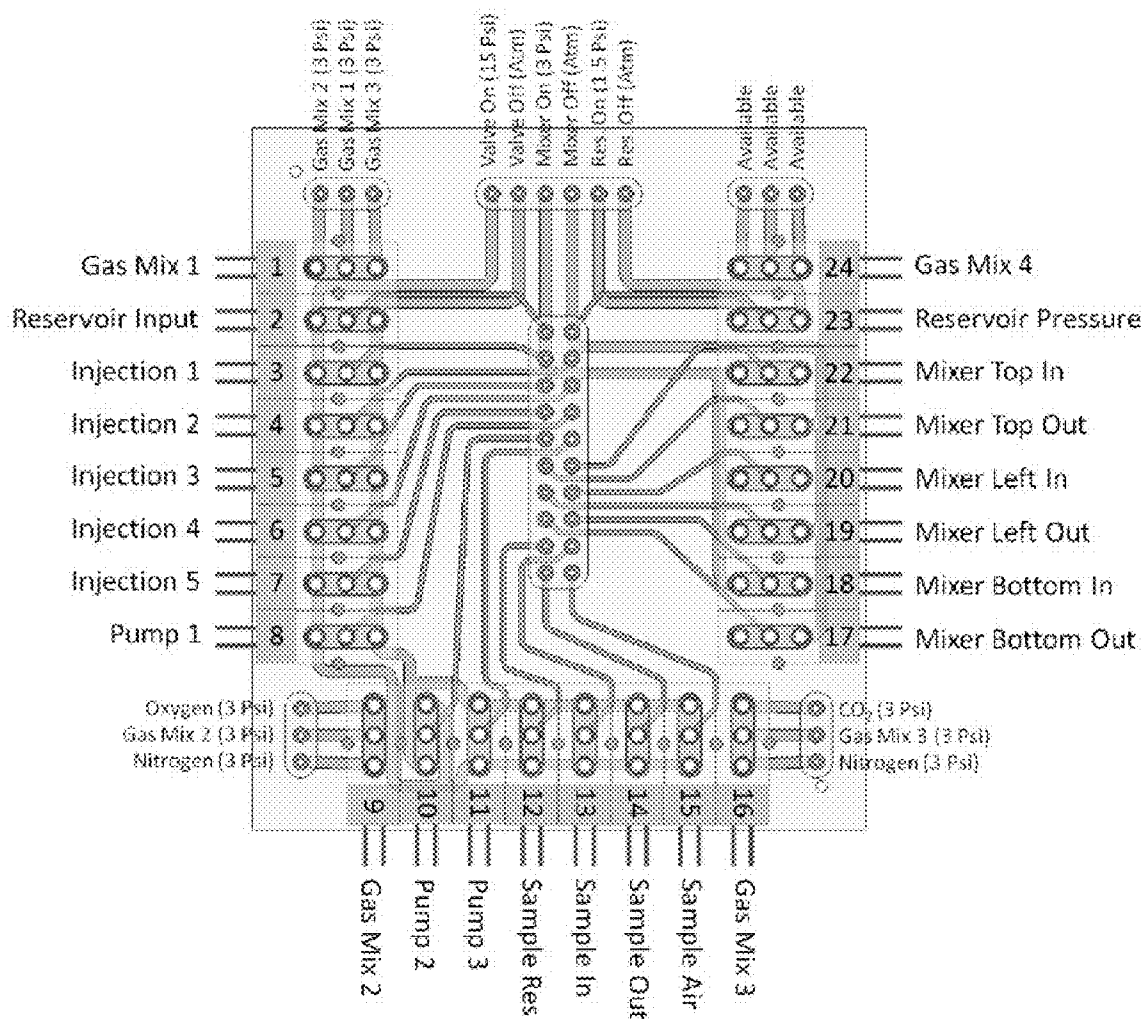 Gas Mix 2 (3 Psi)
Gas Mix 1 (3 Psi)
Gas Mix 3 (3 Psi)
Valve On (15 Psi)
Valve Off (Atm)
Mixer On (3 Psi)
Mixer Off (Atm)
Res. On (1.5 Psi)
Res. Off (Atm)
Available
Available
Available
Gas Mix 1 1
Reservoir Input 2
Injection 1 3
Injection 2 4
Injection 3 5
Injection 4 6
Injection 5 7
Pump 1 8
24 Gas Mix 4
23 Reservoir Pressure
22 Mixer Top In
21 Mixer Top Out
20 Mixer Left In
19 Mixer Left Out
18 Mixer Bottom In
17 Mixer Bottom Out
Oxygen (3 Psi)
Gas Mix 2 (3 Psi)
Nitrogen (3 Psi)
CO₂ (3 Psi)
Gas Mix 3 (3 Psi)
Nitrogen (3 Psi)
9 Gas Mix 2
10 Pump 2
11 Pump 3
12 Sample Res
13 Sample In
14 Sample Out
15 Sample Air
16 Gas Mix 3